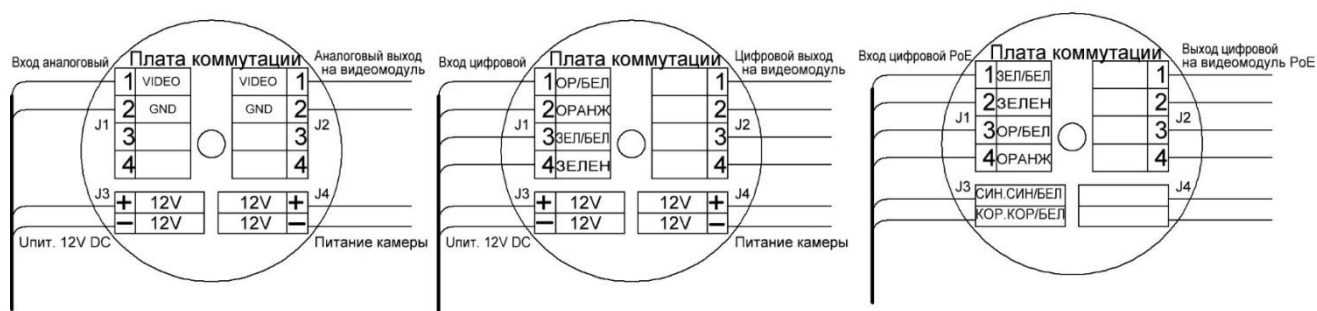 Вход аналоговый
Плата коммутации
Аналоговый выход
на видеомодуль
1 VIDEO VIDEO 1
2 GND GND 2
J1 J2
3 3
4 4
J3 J4
+ 12V 12V +
– 12V 12V –
Uпит. 12V DC
Питание камеры
Вход цифровой
Плата коммутации
Цифровой выход
на видеомодуль
1 ОР/БЕЛ 1
2 ОРАНЖ 2
J1 J2
3 ЗЕЛ/БЕЛ 3
4 ЗЕЛЕН 4
J3 J4
+ 12V 12V +
– 12V 12V –
Uпит. 12V DC
Питание камеры
Вход цифровой PoE
Плата коммутации
Выход цифровой
на видеомодуль PoE
1 ЗЕЛ/БЕЛ 1
2 ЗЕЛЕН 2
J1 J2
3 ОР/БЕЛ 3
4 ОРАНЖ 4
J3 J4
СИН.СИН/БЕЛ
КОР.КОР/БЕЛ